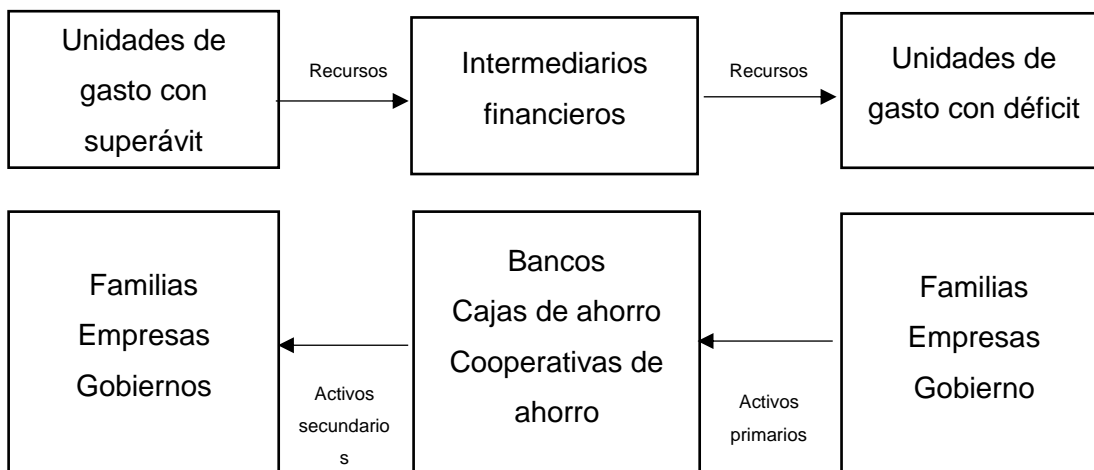 Unidades de
gasto con
superávit
Recursos
Intermediarios
financieros
Recursos
Unidades de
gasto con déficit
Familias
Empresas
Gobiernos
Activos
secundario
s
Bancos
Cajas de ahorro
Cooperativas de
ahorro
Activos
primarios
Familias
Empresas
Gobierno